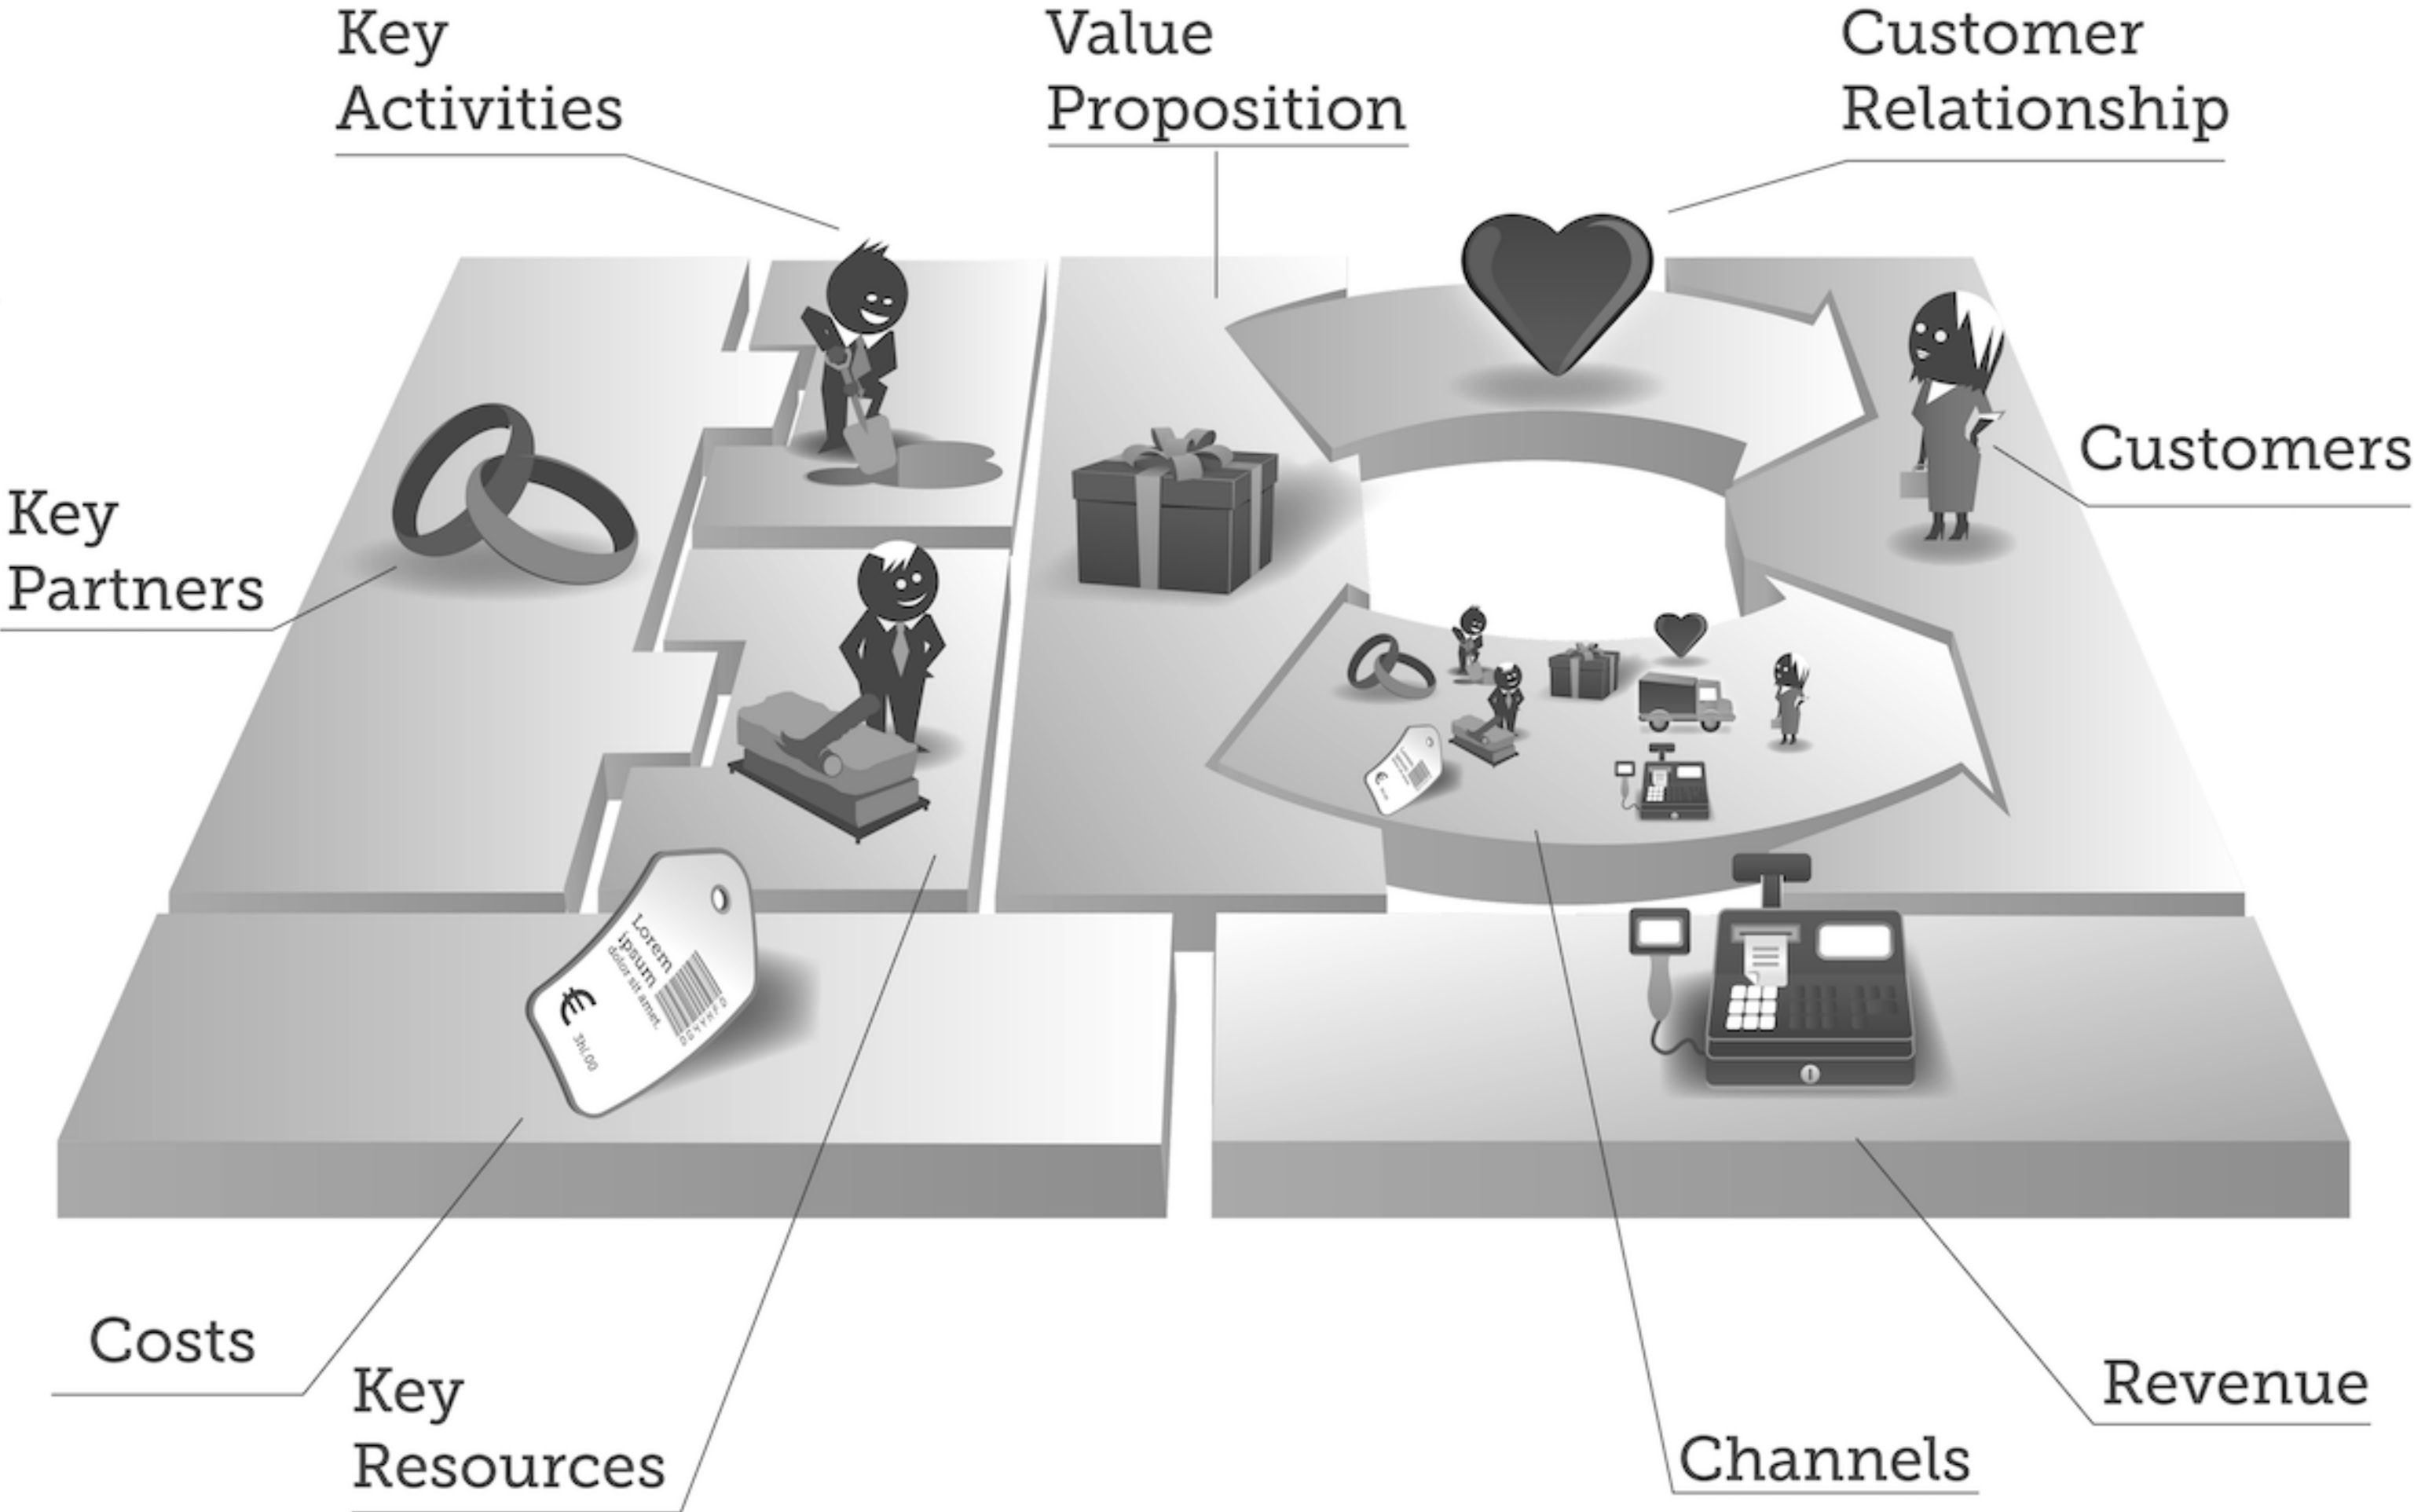 Key
Activities
Value
Proposition
Customer
Relationship
Customers
Key
Partners
Lorem
ipsum
dolor sit amet.
€
Costs
Key
Resources
Channels
Revenue